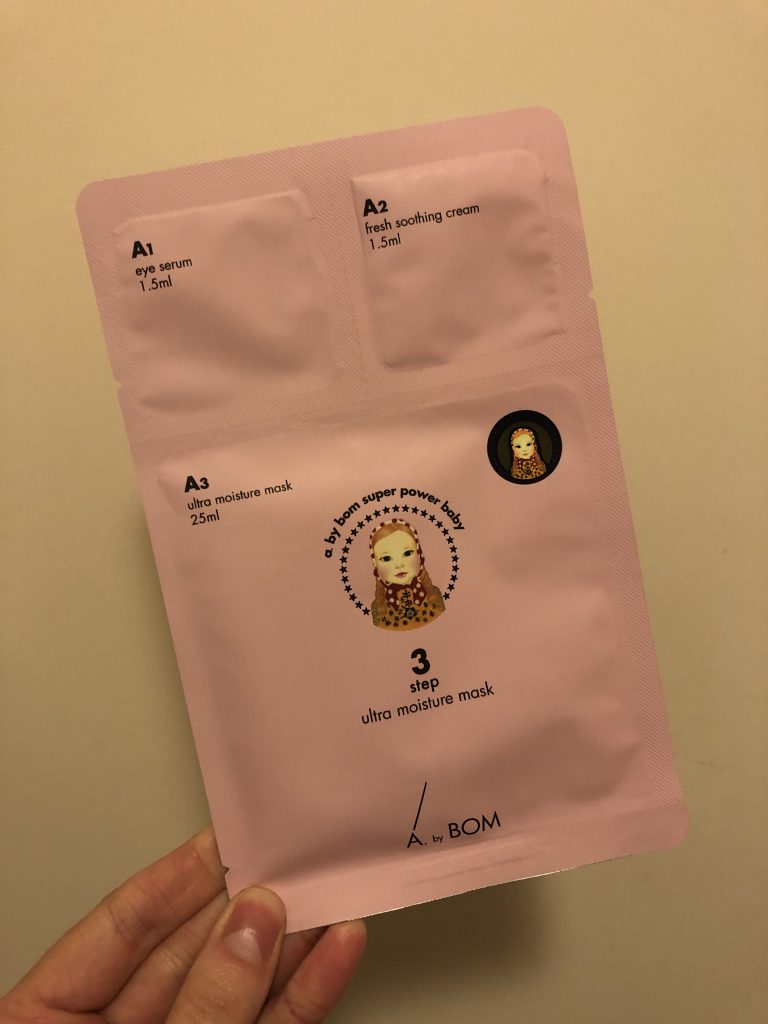 A1
eye serum
1.5ml
A2
fresh soothing cream
1.5ml
A3
ultra moisture mask
25ml
a. by bom super power baby
3
step
ultra moisture mask
A. by BOM